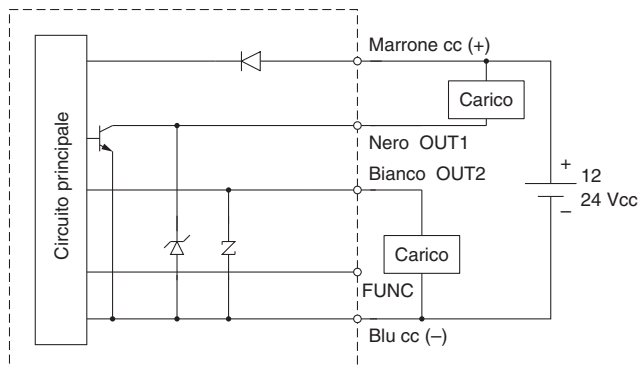 Circuito principale
Marrone cc (+)
Carico
Nero OUT1
Bianco OUT2
+
12
24 Vcc
–
Carico
FUNC
Blu cc (–)